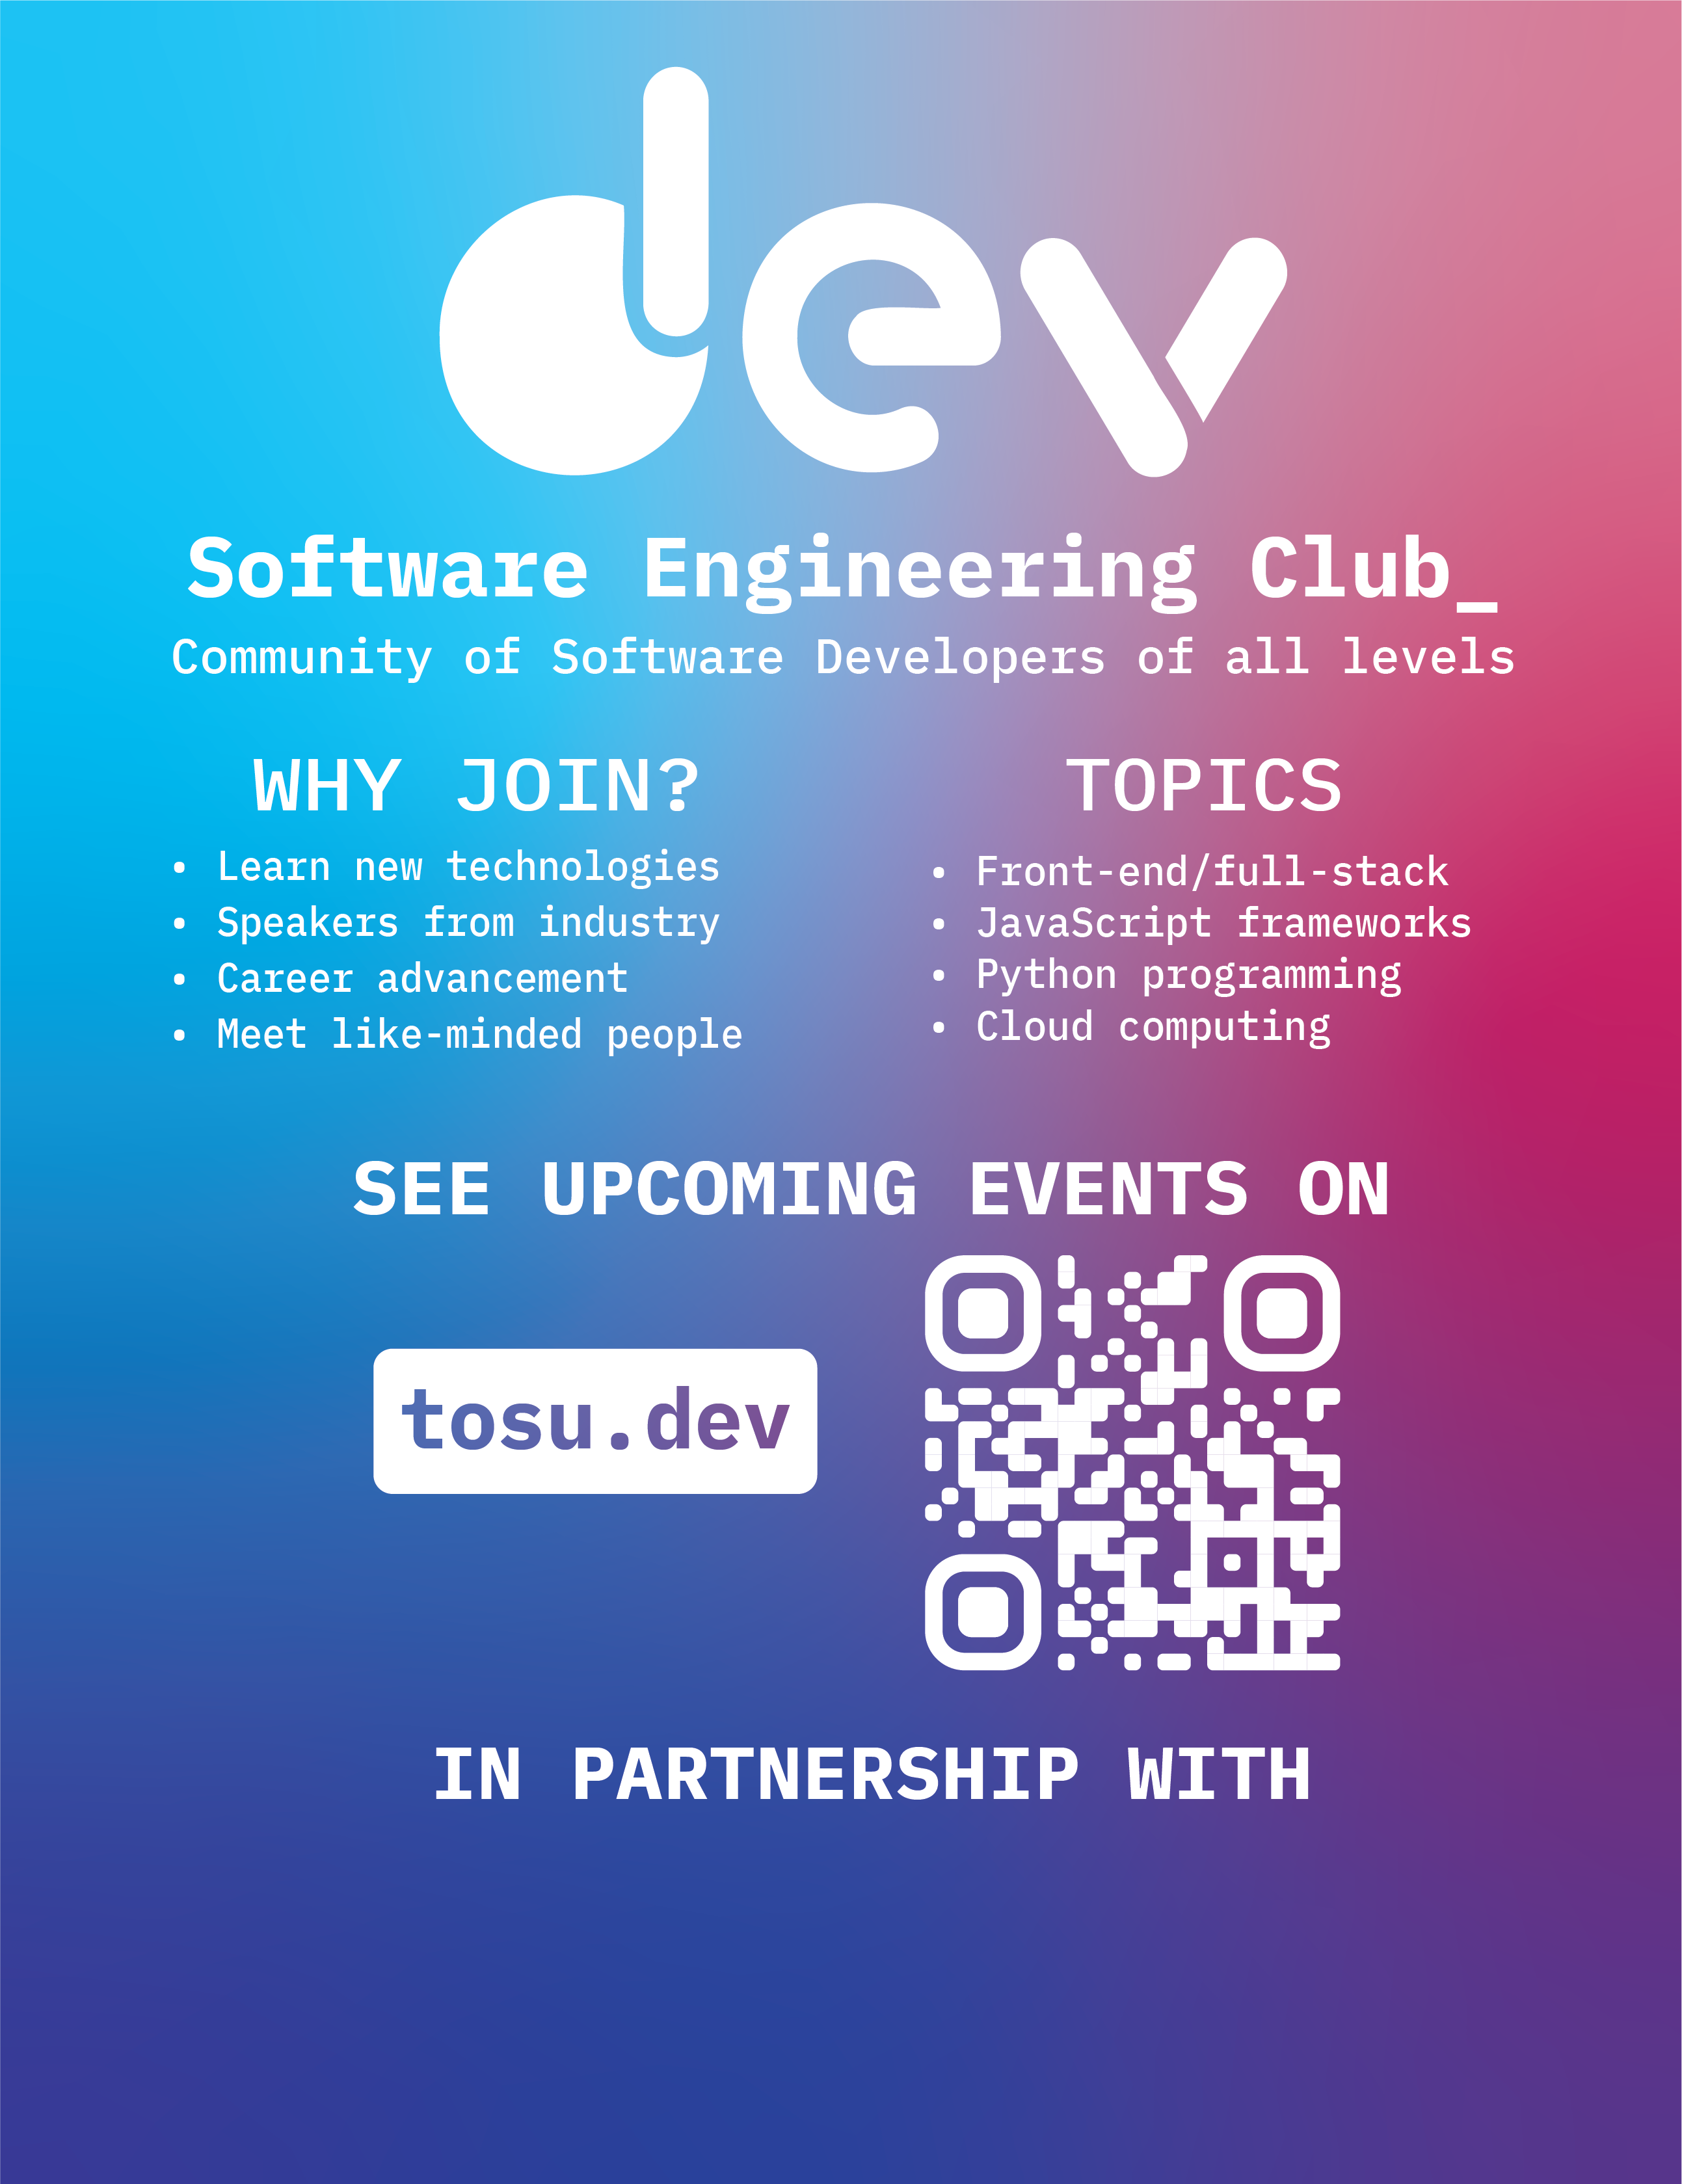 dev
Software Engineering Club_
Community of Software Developers of all levels
WHY JOIN?
• Learn new technologies
• Speakers from industry
• Career advancement
• Meet like-minded people
TOPICS
• Front-end/full-stack
• JavaScript frameworks
• Python programming
• Cloud computing
SEE UPCOMING EVENTS ON
tosu.dev
IN PARTNERSHIP WITH